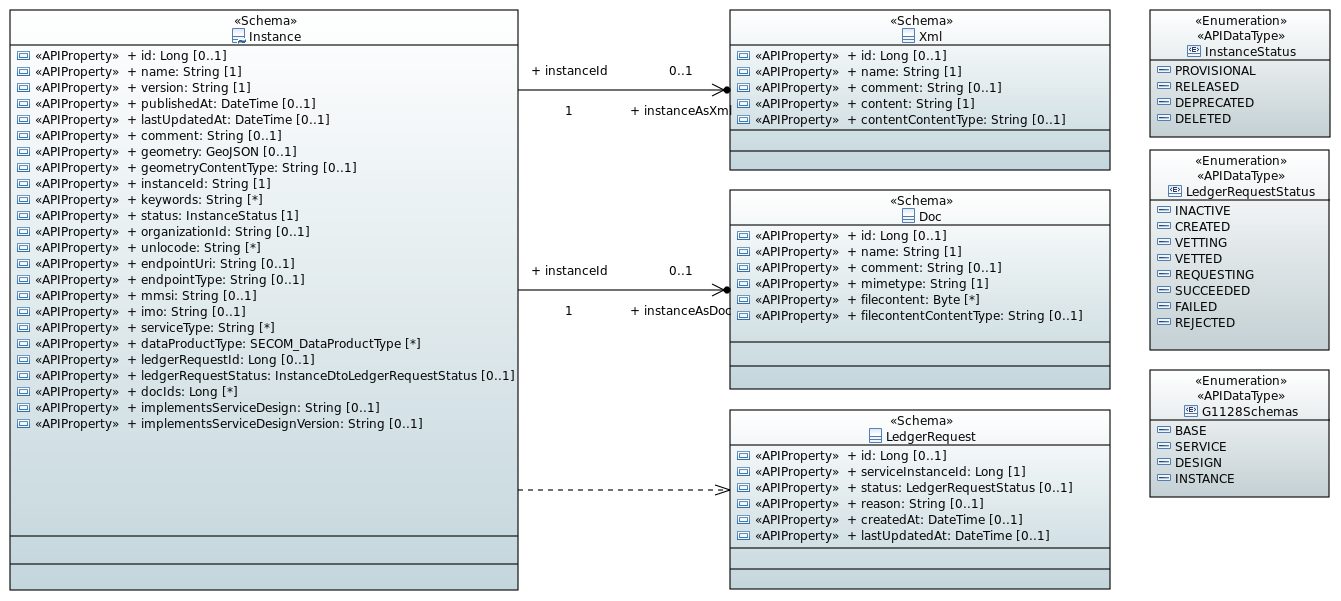 «Schema»
Instance
«APIProperty» + id: Long [0..1]
«APIProperty» + name: String [1]
«APIProperty» + version: String [1]
«APIProperty» + publishedAt: DateTime [0..1]
«APIProperty» + lastUpdatedAt: DateTime [0..1]
«APIProperty» + comment: String [0..1]
«APIProperty» + geometry: GeoJSON [0..1]
«APIProperty» + geometryContentType: String [0..1]
«APIProperty» + instanceId: String [1]
«APIProperty» + keywords: String [*]
«APIProperty» + status: InstanceStatus [1]
«APIProperty» + organizationId: String [0..1]
«APIProperty» + unlocode: String [*]
«APIProperty» + endpointUri: String [0..1]
«APIProperty» + endpointType: String [0..1]
«APIProperty» + mmsi: String [0..1]
«APIProperty» + imo: String [0..1]
«APIProperty» + serviceType: String [*]
«APIProperty» + dataProductType: SECOM_DataProductType [*]
«APIProperty» + ledgerRequestId: Long [0..1]
«APIProperty» + ledgerRequestStatus: InstanceDtoLedgerRequestStatus [0..1]
«APIProperty» + docIds: Long [*]
«APIProperty» + implementsServiceDesign: String [0..1]
«APIProperty» + implementsServiceDesignVersion: String [0..1]
+ instanceId 0..1
1 + instanceAsXml
+ instanceId 0..1
1 + instanceAsDoc
«Schema»
Xml
«APIProperty» + id: Long [0..1]
«APIProperty» + name: String [1]
«APIProperty» + comment: String [0..1]
«APIProperty» + content: String [1]
«APIProperty» + contentContentType: String [0..1]
«Schema»
Doc
«APIProperty» + id: Long [0..1]
«APIProperty» + name: String [1]
«APIProperty» + comment: String [0..1]
«APIProperty» + mimetype: String [1]
«APIProperty» + filecontent: Byte [*]
«APIProperty» + filecontentContentType: String [0..1]
«Schema»
LedgerRequest
«APIProperty» + id: Long [0..1]
«APIProperty» + serviceInstanceId: Long [1]
«APIProperty» + status: LedgerRequestStatus [0..1]
«APIProperty» + reason: String [0..1]
«APIProperty» + createdAt: DateTime [0..1]
«APIProperty» + lastUpdatedAt: DateTime [0..1]
«Enumeration»
«APIDataType»
InstanceStatus
PROVISIONAL
RELEASED
DEPRECATED
DELETED
«Enumeration»
«APIDataType»
LedgerRequestStatus
INACTIVE
CREATED
VETTING
VETTED
REQUESTING
SUCCEEDED
FAILED
REJECTED
«Enumeration»
«APIDataType»
G1128Schemas
BASE
SERVICE
DESIGN
INSTANCE